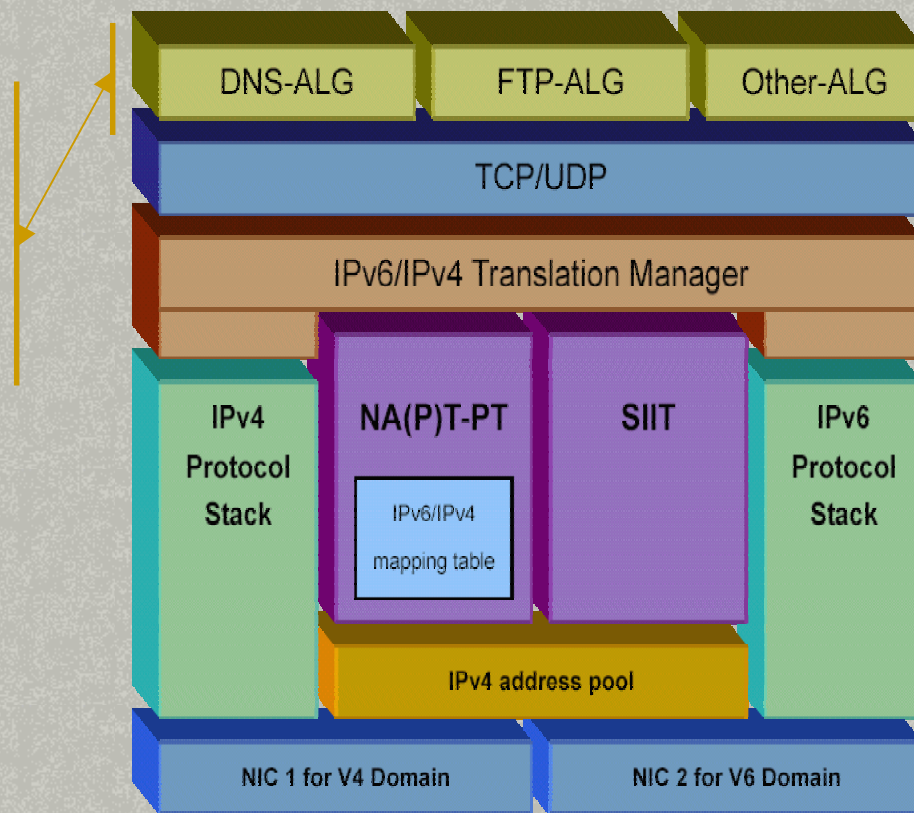 DNS-ALG
FTP-ALG
Other-ALG
TCP/UDP
IPv6/IPv4 Translation Manager
IPv4
Protocol
Stack
NA(P)T-PT
IPv6/IPv4
mapping table
SIIT
IPv6
Protocol
Stack
IPv4 address pool
NIC 1 for V4 Domain
NIC 2 for V6 Domain